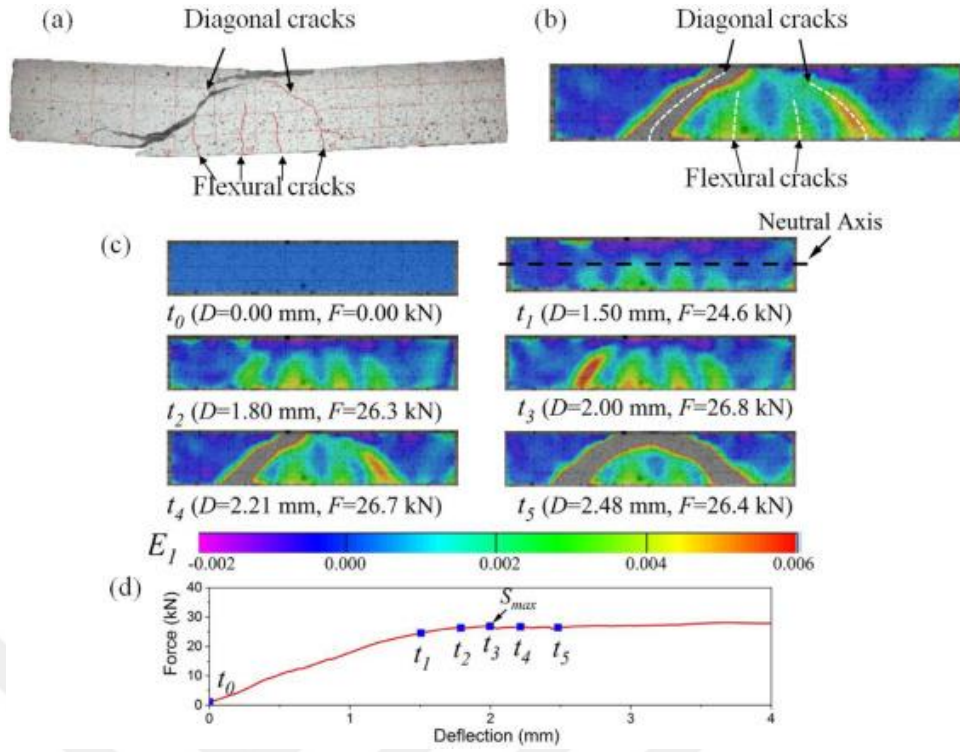 (a) Diagonal cracks
Flexural cracks
(b) Diagonal cracks
Flexural cracks
Neutral Axis
(c)
t0 (D=0.00 mm, F=0.00 kN)
t1 (D=1.50 mm, F=24.6 kN)
t2 (D=1.80 mm, F=26.3 kN)
t3 (D=2.00 mm, F=26.8 kN)
t4 (D=2.21 mm, F=26.7 kN)
t5 (D=2.48 mm, F=26.4 kN)
E1
-0.002 0.000 0.002 0.004 0.006
(d)
Force (kN)
40
30
20
10
0
t0 t1 t2 t3 t4 t5
Smax
0 1 2 3 4
Deflection (mm)